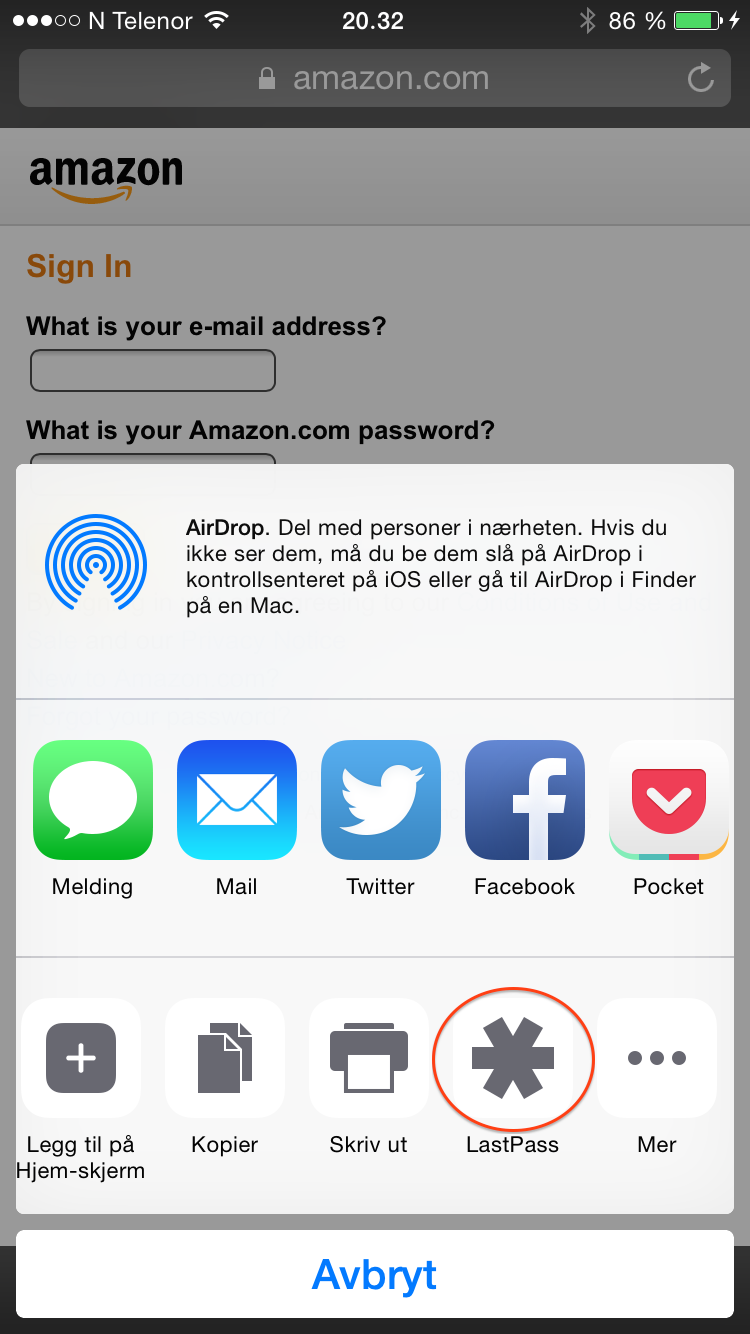 N Telenor 20.32 86 %
amazon.com
amazon
Sign In
What is your e-mail address?
What is your Amazon.com password?
AirDrop. Del med personer i nærheten. Hvis du
ikke ser dem, må du be dem slå på AirDrop i
kontrollsenteret på iOS eller gå til AirDrop i Finder
på en Mac.
Melding Mail Twitter Facebook Pocket
Legg til på Kopier Skriv ut LastPass Mer
Hjem-skjerm
Avbryt